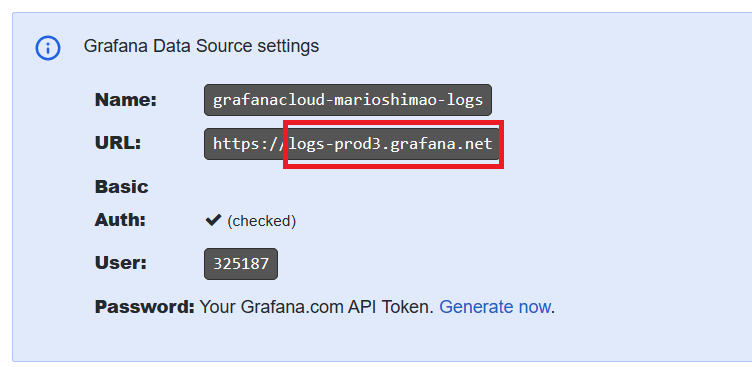 Grafana Data Source settings
Name: grafanacloud-marioshimao-logs
URL: https://logs-prod3.grafana.net
Basic
Auth: ✔ (checked)
User: 325187
Password: Your Grafana.com API Token. Generate now.